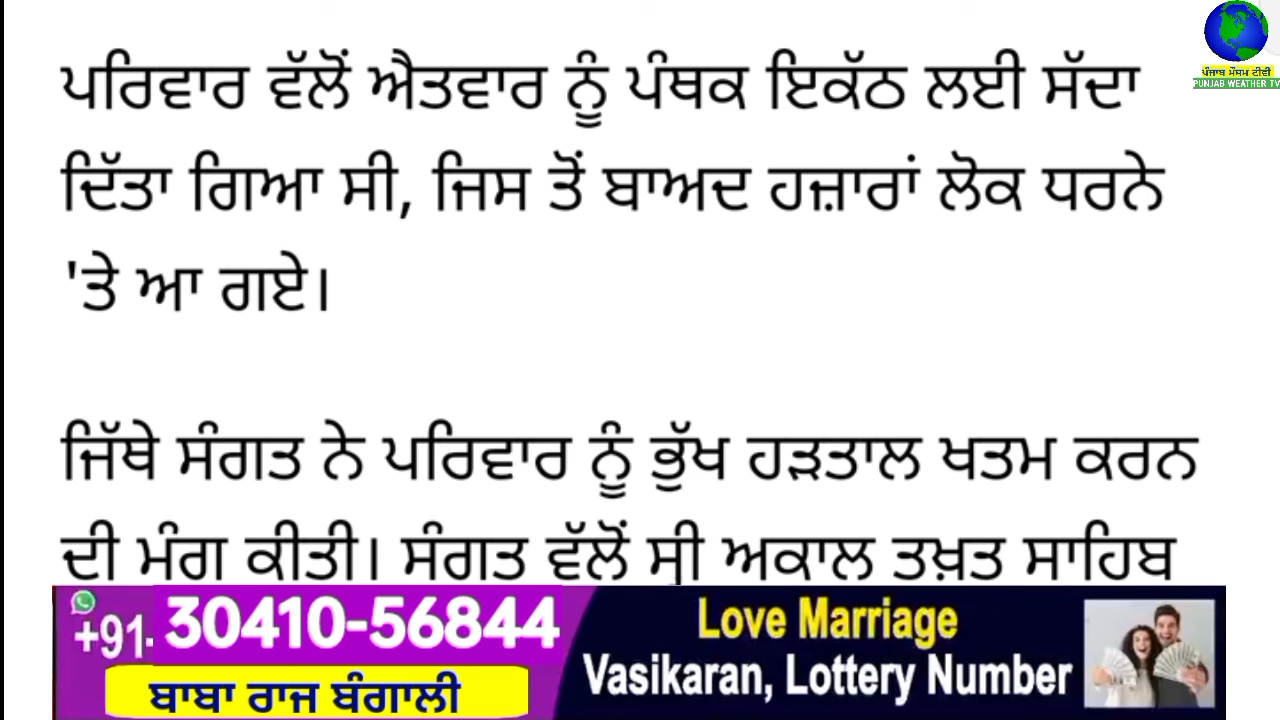 ਪੰਜਾਬ ਮੌਸਮ ਟੀਵੀ
PUNJAB WEATHER TV
ਪਰਿਵਾਰ ਵੱਲੋਂ ਐਤਵਾਰ ਨੂੰ ਪੰਥਕ ਇਕੱਠ ਲਈ ਸੱਦਾ
ਦਿੱਤਾ ਗਿਆ ਸੀ, ਜਿਸ ਤੋਂ ਬਾਅਦ ਹਜ਼ਾਰਾਂ ਲੋਕ ਧਰਨੇ
'ਤੇ ਆ ਗਏ।
ਜਿੱਥੇ ਸੰਗਤ ਨੇ ਪਰਿਵਾਰ ਨੂੰ ਭੁੱਖ ਹੜਤਾਲ ਖਤਮ ਕਰਨ
ਦੀ ਮੰਗ ਕੀਤੀ। ਸੰਗਤ ਵੱਲੋਂ ਸ੍ਰੀ ਅਕਾਲ ਤਖ਼ਤ ਸਾਹਿਬ
+91. 30410-56844
ਬਾਬਾ ਰਾਜ ਬੰਗਾਲੀ
Love Marriage
Vasikaran, Lottery Number